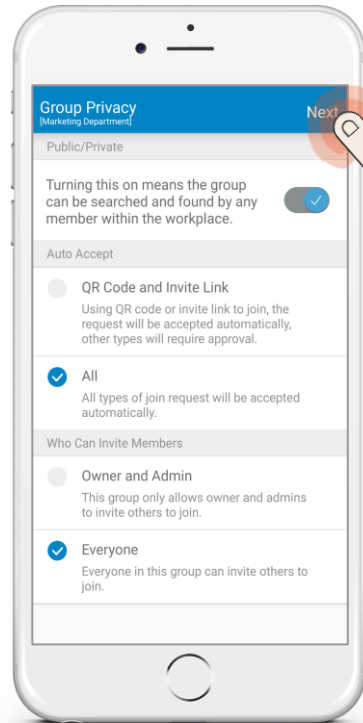 Group Privacy
[Marketing Department]
Next
Public/Private
Turning this on means the group
can be searched and found by any
member within the workplace.
Auto Accept
QR Code and Invite Link
Using QR code or invite link to join, the
request will be accepted automatically,
other types will require approval.
All
All types of join request will be accepted
automatically.
Who Can Invite Members
Owner and Admin
This group only allows owner and admins
to invite others to join.
Everyone
Everyone in this group can invite others to
join.